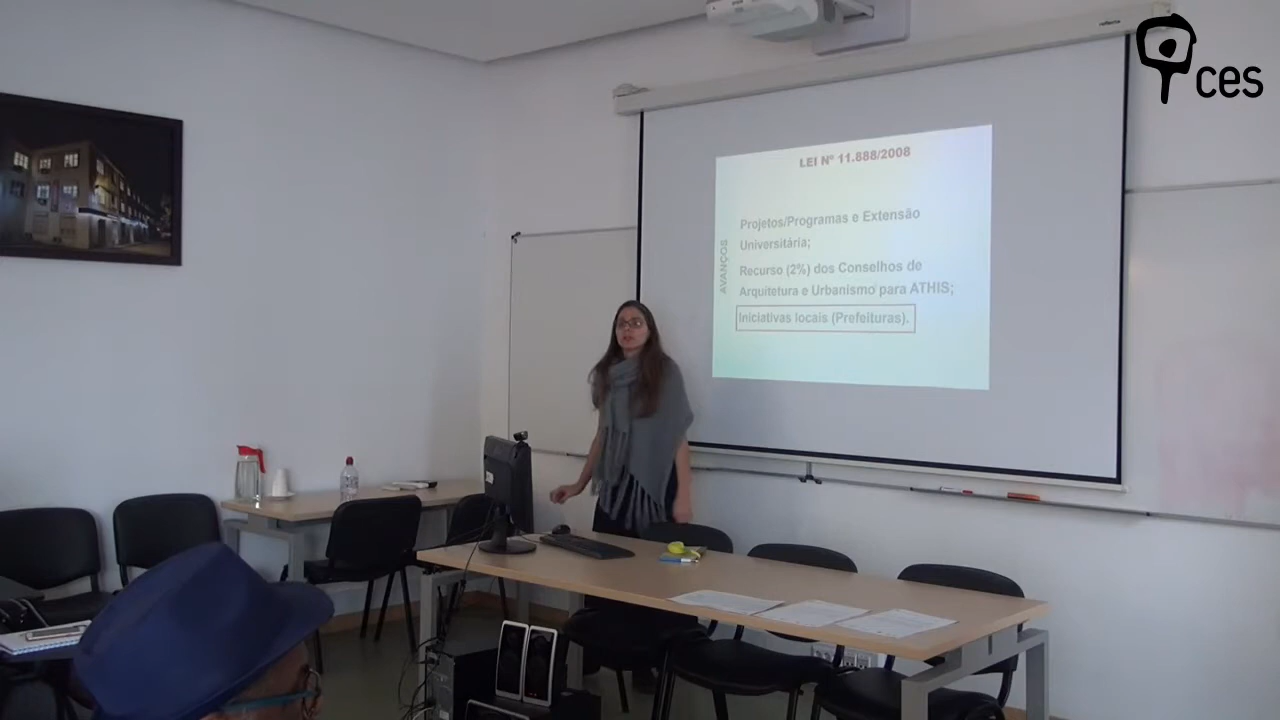 ces
LEI Nº 11.888/2008
AVANÇOS
Projetos/Programas e Extensão
Universitária;
Recurso (2%) dos Conselhos de
Arquitetura e Urbanismo para ATHIS;
Iniciativas locais (Prefeituras).